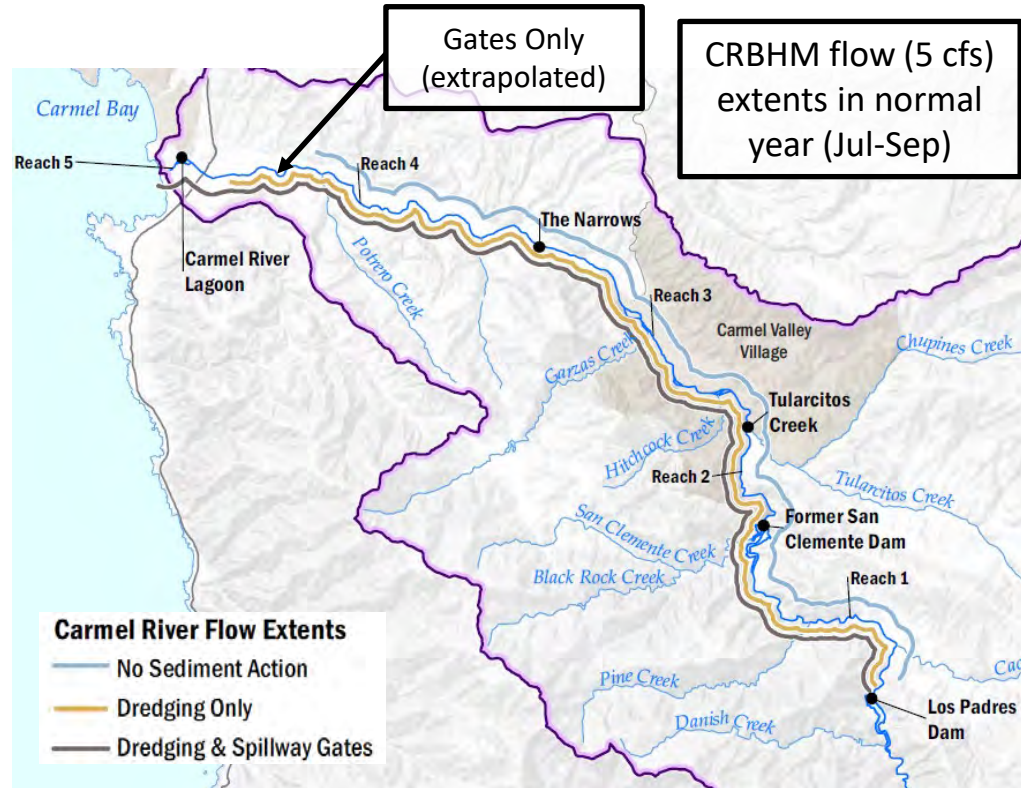 Gates Only
(extrapolated)
CRBHM flow (5 cfs)
extents in normal
year (Jul-Sep)
Carmel Bay
Reach 5
Reach 4
The Narrows
Carmel River
Lagoon
Potrero Creek
Reach 3
Carmel Valley
Village
Chupines Creek
Garzas Creek
Tularcitos
Creek
Hitchcock Creek
Reach 2
Tularcitos Creek
San Clemente Creek
Former San
Clemente Dam
Black Rock Creek
Reach 1
Carmel River Flow Extents
No Sediment Action
Dredging Only
Dredging & Spillway Gates
Pine Creek
Cac
Danish Creek
Los Padres
Dam